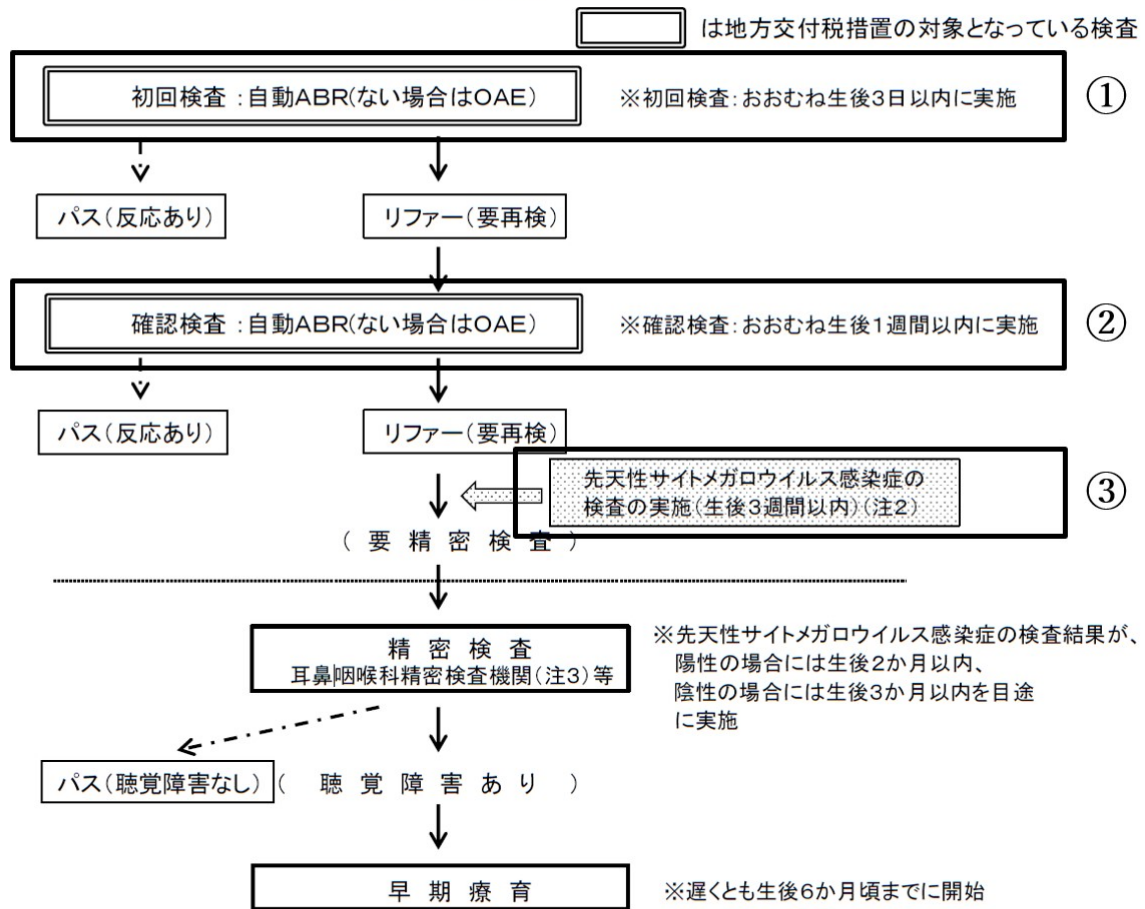 は地方交付税措置の対象となっている検査
初回検査：自動ABR(ない場合はOAE)
※初回検査：おおむね生後3日以内に実施
①
パス(反応あり)
リファー(要再検)
確認検査：自動ABR(ない場合はOAE)
※確認検査：おおむね生後1週間以内に実施
②
パス(反応あり)
リファー(要再検)
先天性サイトメガロウイルス感染症の
検査の実施(生後3週間以内)(注2)
③
(要精密検査)
精密検査
耳鼻咽喉科精密検査機関(注3)等
※先天性サイトメガロウイルス感染症の検査結果が、
陽性の場合には生後2か月以内、
陰性の場合には生後3か月以内を目途
に実施
パス(聴覚障害なし)
(聴覚障害あり)
早期療育
※遅くとも生後6か月頃までに開始